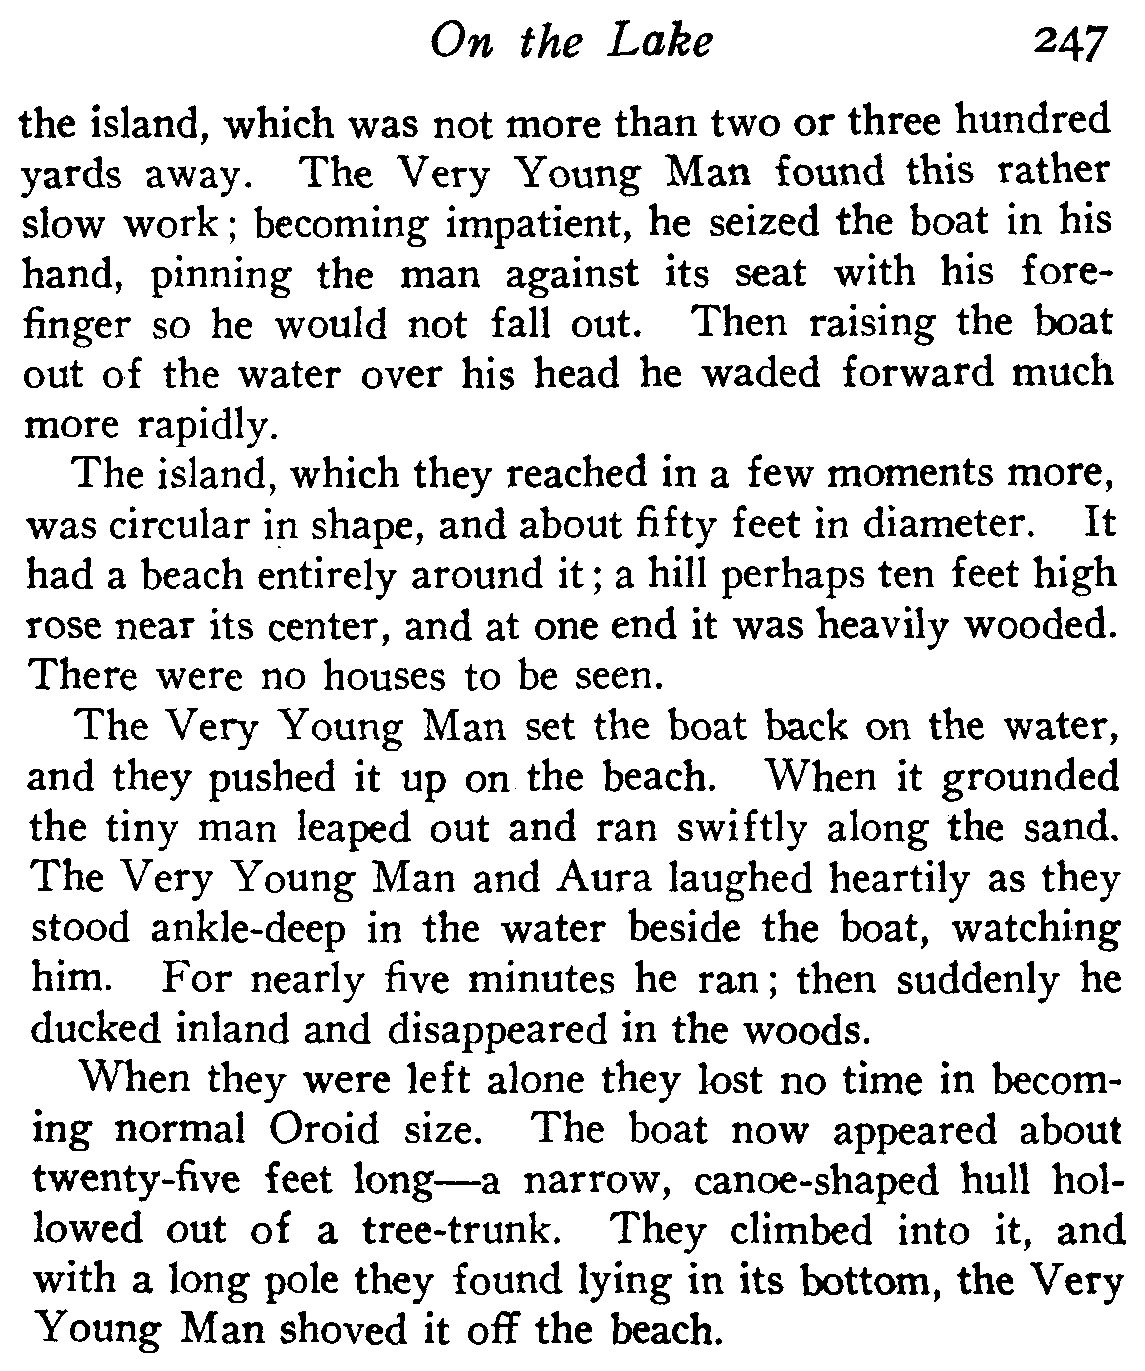 On the Lake 247
the island, which was not more than two or three hundred
yards away. The Very Young Man found this rather
slow work; becoming impatient, he seized the boat in his
hand, pinning the man against its seat with his fore-
finger so he would not fall out. Then raising the boat
out of the water over his head he waded forward much
more rapidly.
The island, which they reached in a few moments more,
was circular in shape, and about fifty feet in diameter. It
had a beach entirely around it; a hill perhaps ten feet high
rose near its center, and at one end it was heavily wooded.
There were no houses to be seen.
The Very Young Man set the boat back on the water,
and they pushed it up on the beach. When it grounded
the tiny man leaped out and ran swiftly along the sand.
The Very Young Man and Aura laughed heartily as they
stood ankle-deep in the water beside the boat, watching
him. For nearly five minutes he ran; then suddenly he
ducked inland and disappeared in the woods.
When they were left alone they lost no time in becom-
ing normal Oroid size. The boat now appeared about
twenty-five feet long—a narrow, canoe-shaped hull hol-
lowed out of a tree-trunk. They climbed into it, and
with a long pole they found lying in its bottom, the Very
Young Man shoved it off the beach.